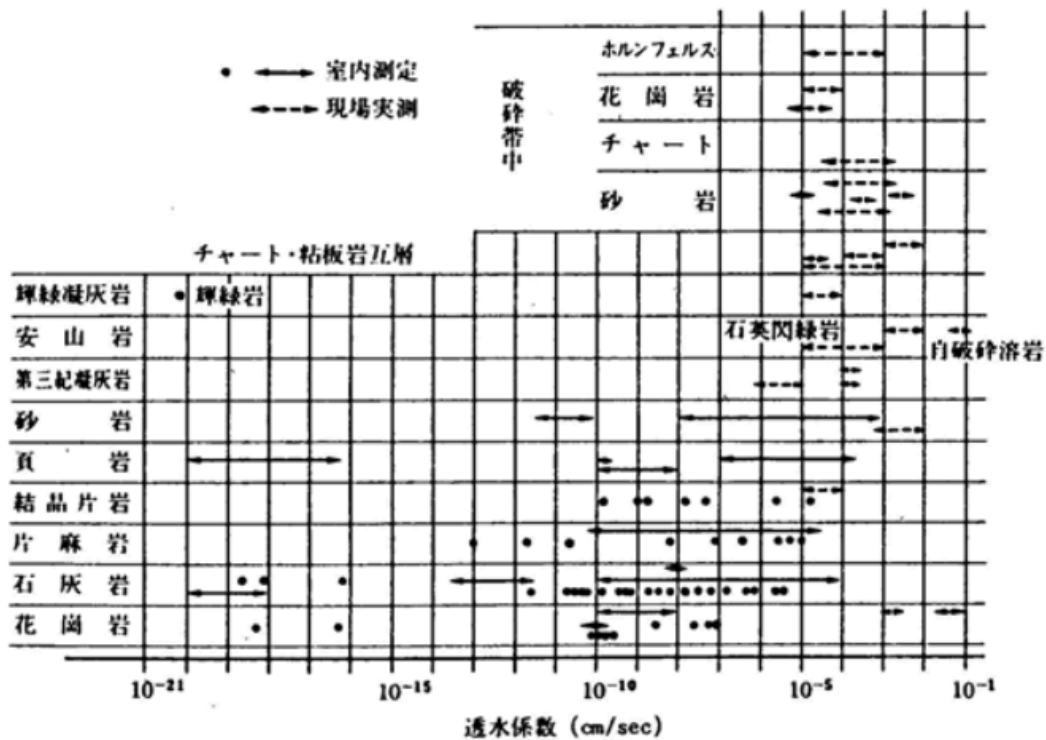 ホルンフェルス
室内測定
現場実測
破砕帯中
花崗岩
チャート
砂岩
チャート・粘板岩互層
輝緑凝灰岩
輝緑岩
安山岩
石英閃緑岩
自破砕溶岩
第三紀凝灰岩
砂岩
頁岩
結晶片岩
片麻岩
石灰岩
花崗岩
10-21 10-15 10-10 10-5 10-1
透水係数 (cm/sec)